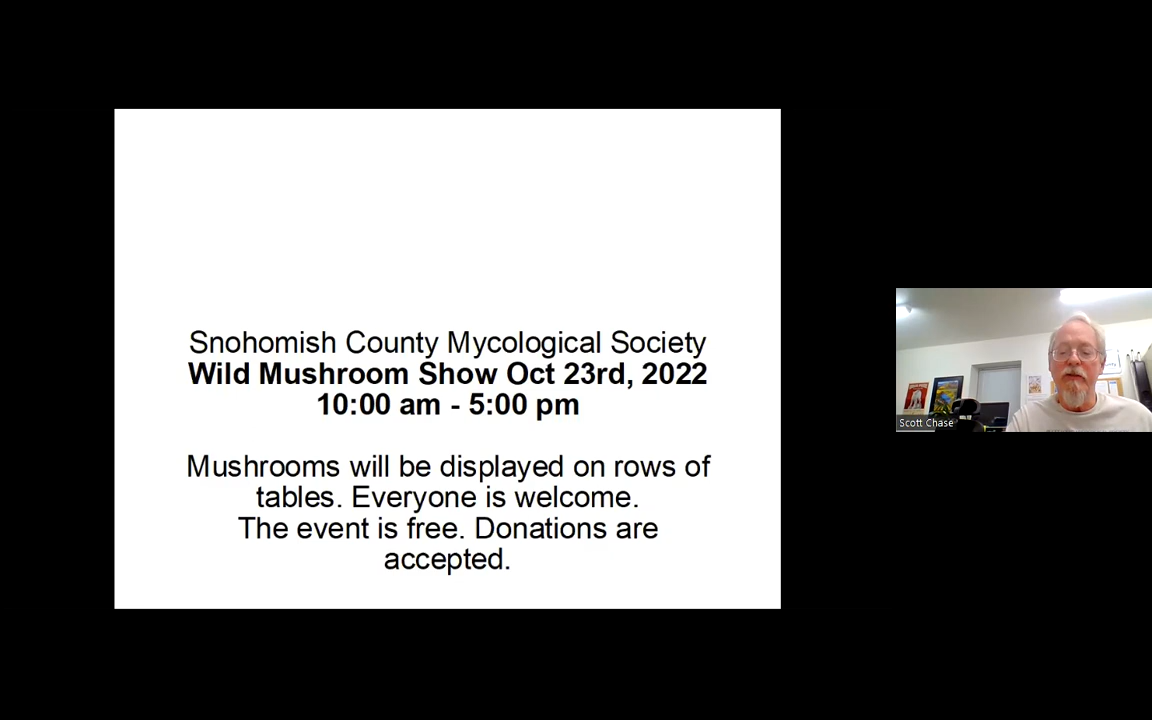 Snohomish County Mycological Society
Wild Mushroom Show Oct 23rd, 2022
10:00 am - 5:00 pm
Mushrooms will be displayed on rows of
tables. Everyone is welcome.
The event is free. Donations are
accepted.
Scott Chase